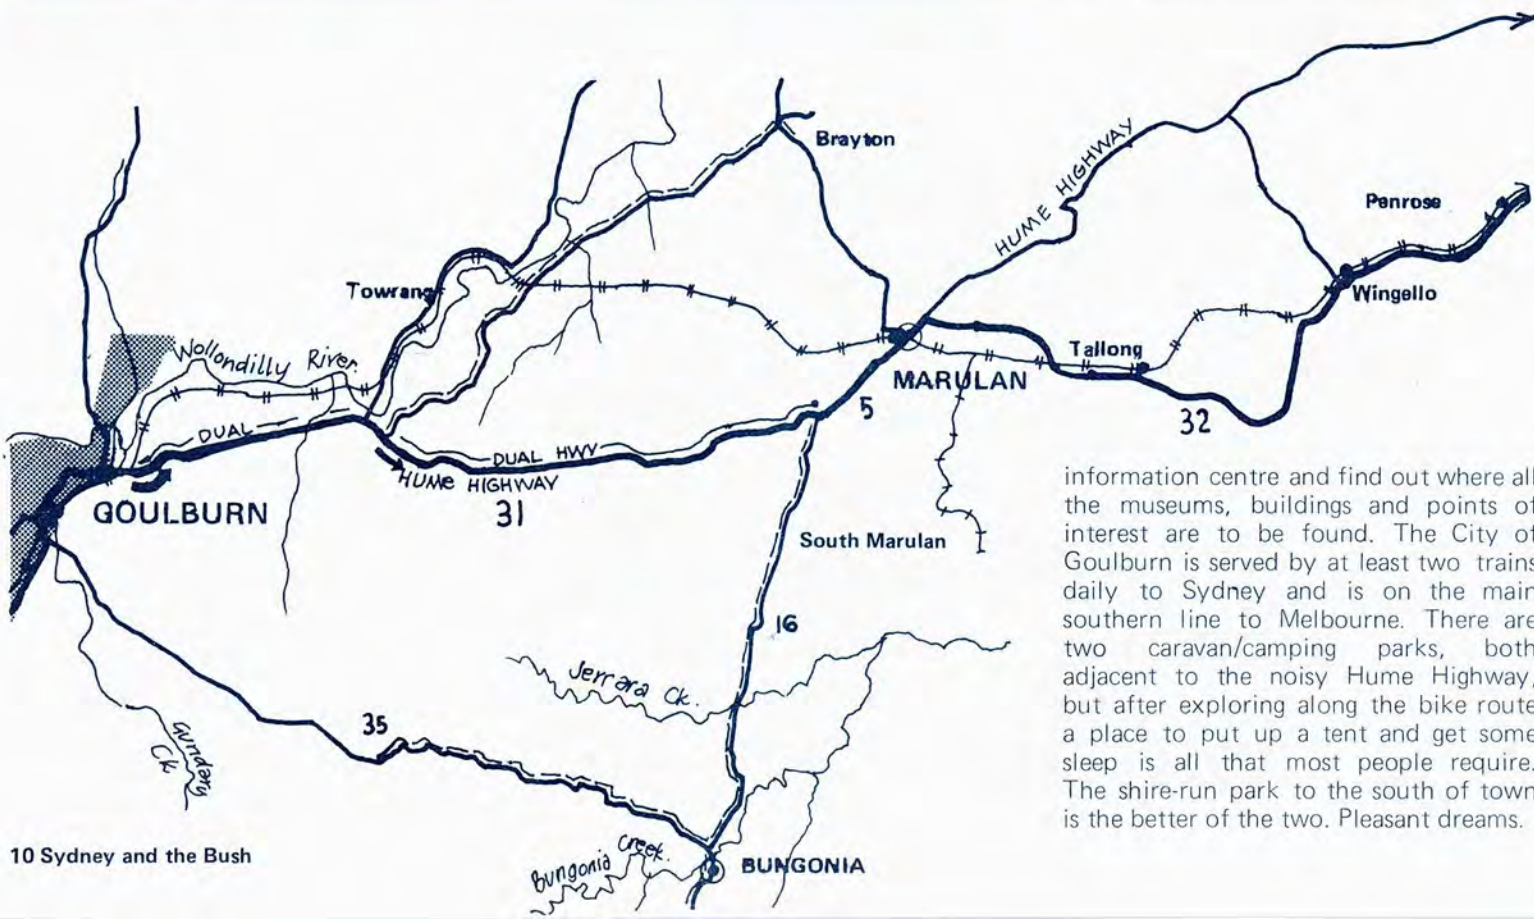 Brayton
HUME HIGHWAY
Penrose
Towrang
Wingello
Wollondilly River
Tallong
MARULAN
DUAL
5
32
DUAL HWY
HUME HIGHWAY
GOULBURN
31
South Marulan
16
Jerrara Ck.
35
Gundary
Ck
Bungonia Creek.
BUNGONIA
information centre and find out where all
the museums, buildings and points of
interest are to be found. The City of
Goulburn is served by at least two trains
daily to Sydney and is on the main
southern line to Melbourne. There are
two caravan/camping parks, both
adjacent to the noisy Hume Highway,
but after exploring along the bike route
a place to put up a tent and get some
sleep is all that most people require.
The shire-run park to the south of town
is the better of the two. Pleasant dreams.
10 Sydney and the Bush